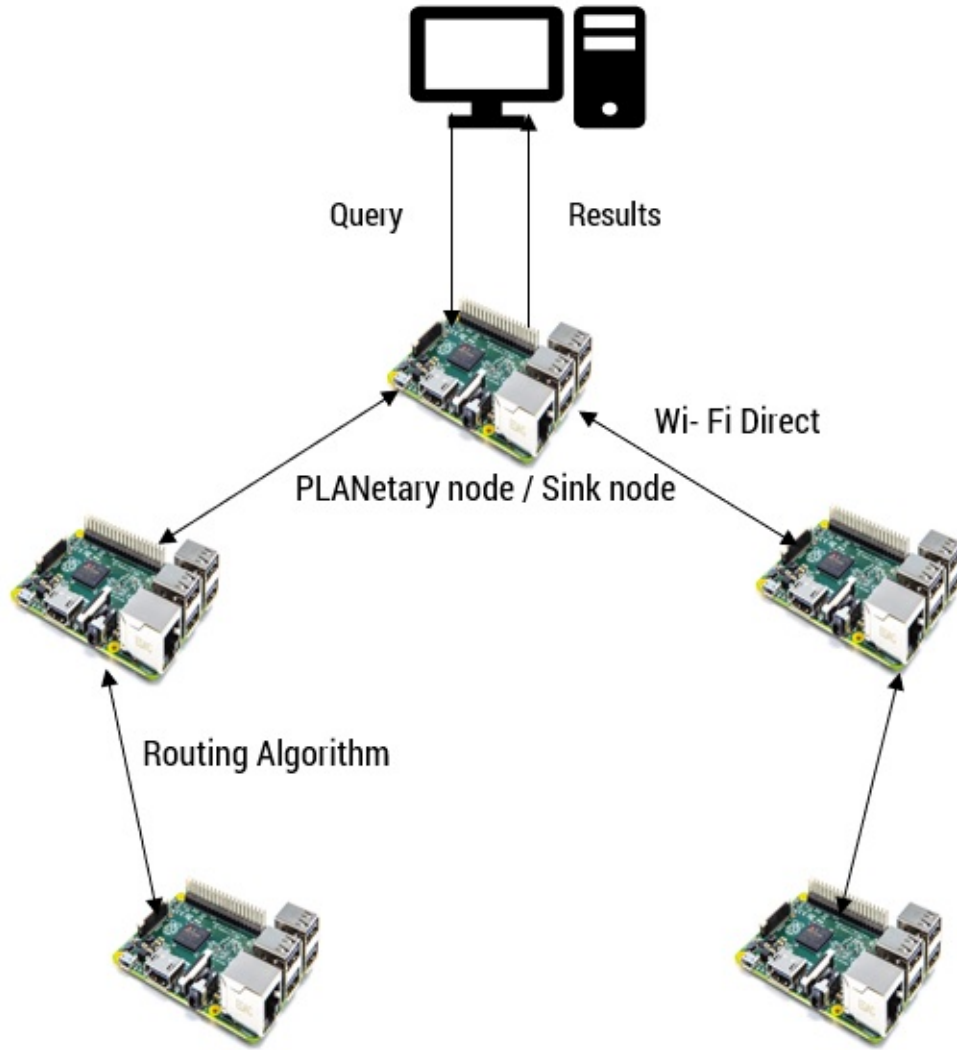 Query
Results
Wi- Fi Direct
PLANetary node / Sink node
Routing Algorithm